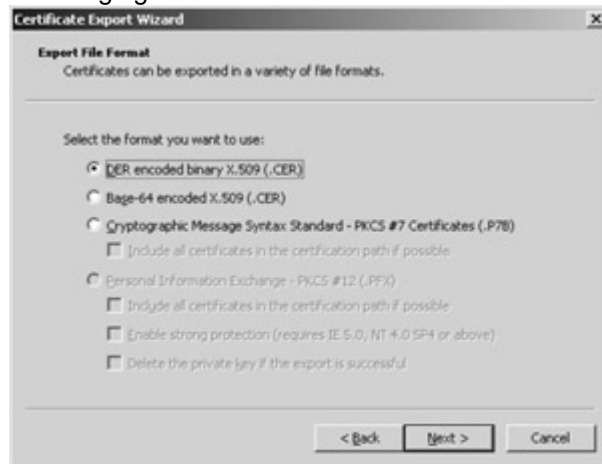 Certificate Export Wizard
Export File Format
Certificates can be exported in a variety of file formats.
Select the format you want to use:
DER encoded binary X.509 (.CER)
Base-64 encoded X.509 (.CER)
Cryptographic Message Syntax Standard - PKCS #7 Certificates (.P7B)
Include all certificates in the certification path if possible
Personal Information Exchange - PKCS #12 (.PFX)
Include all certificates in the certification path if possible
Enable strong protection (requires IE 5.0, NT 4.0 SP4 or above)
Delete the private key if the export is successful
< Back Next > Cancel